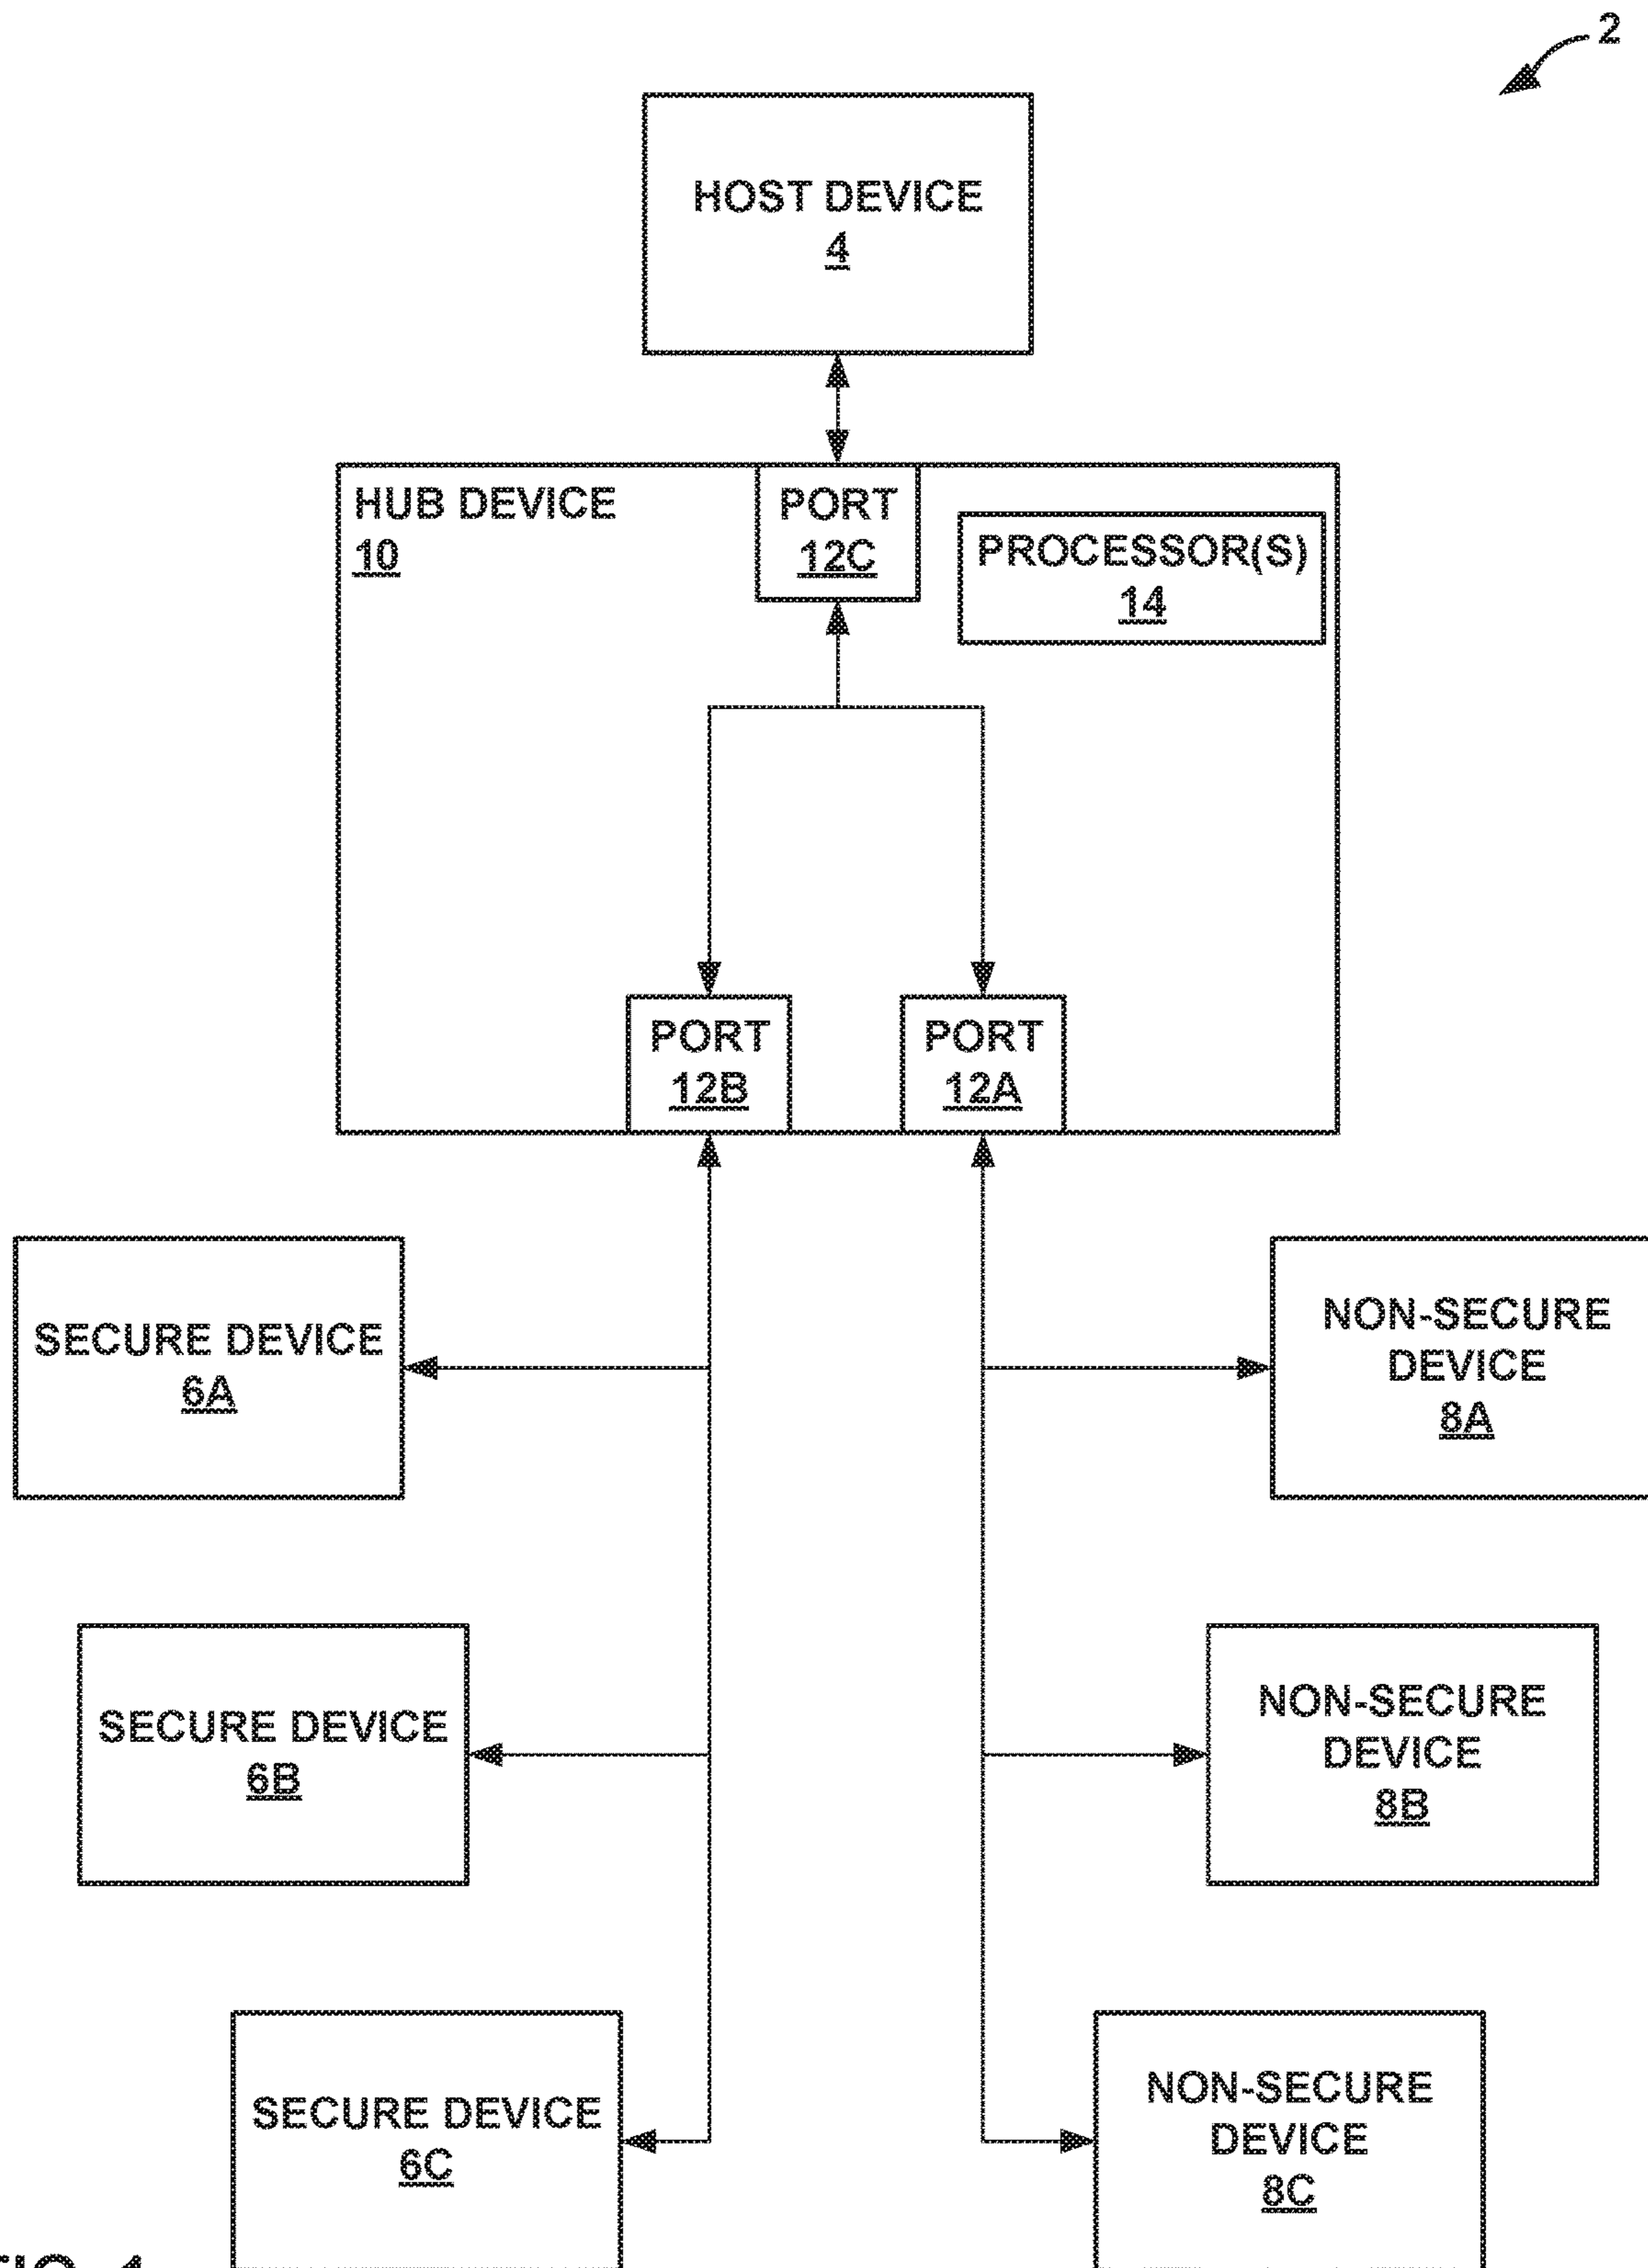 2
HOST DEVICE
4
HUB DEVICE
10
PORT
12C
PROCESSOR(S)
14
PORT
12B
PORT
12A
SECURE DEVICE
6A
NON-SECURE
DEVICE
8A
SECURE DEVICE
6B
NON-SECURE
DEVICE
8B
SECURE DEVICE
6C
NON-SECURE
DEVICE
8C